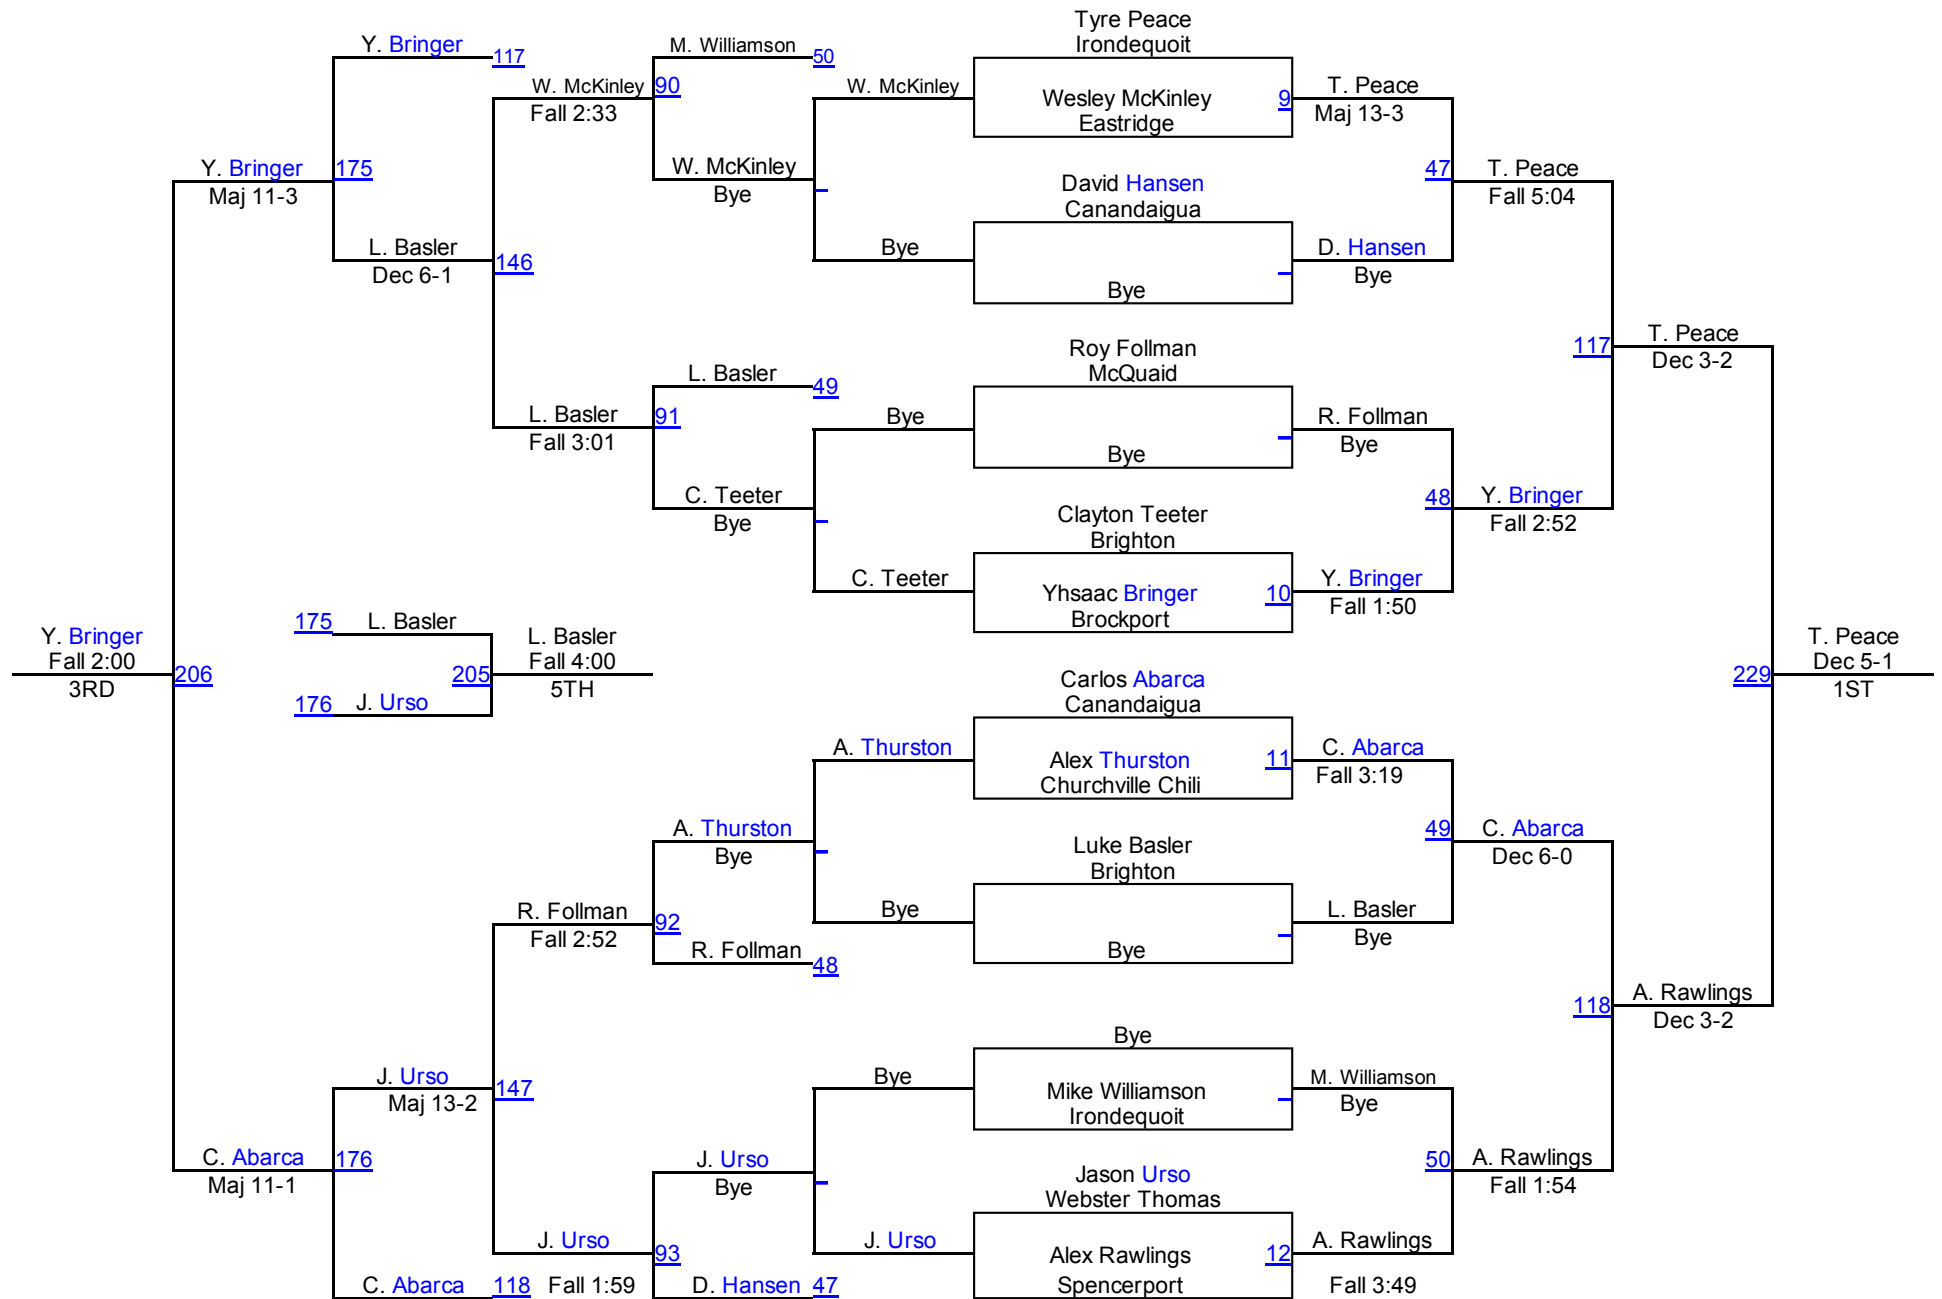 Tyre Peace
Irondequoit
Y. Bringer
117
M. Williamson
50
W. McKinley
90
Fall 2:33
W. McKinley
Wesley McKinley
9
Eastridge
T. Peace
Maj 13-3
Y. Bringer
175
Maj 11-3
W. McKinley
Bye
David Hansen
Canandaigua
47
T. Peace
Fall 5:04
L. Basler
146
Dec 6-1
Bye
Bye
D. Hansen
Bye
Roy Follman
McQuaid
117
T. Peace
Dec 3-2
L. Basler
49
L. Basler
91
Fall 3:01
Bye
Bye
R. Follman
Bye
C. Teeter
Bye
Clayton Teeter
Brighton
48
Y. Bringer
Fall 2:52
C. Teeter
Yhsaac Bringer
10
Brockport
Y. Bringer
Fall 1:50
Y. Bringer
Fall 2:00
206
3RD
175
L. Basler
205
L. Basler
Fall 4:00
5TH
176
J. Urso
T. Peace
Dec 5-1
229
1ST
Carlos Abarca
Canandaigua
A. Thurston
Alex Thurston
11
Churchville Chili
C. Abarca
Fall 3:19
A. Thurston
Bye
Luke Basler
Brighton
49
C. Abarca
Dec 6-0
R. Follman
92
Fall 2:52
Bye
Bye
L. Basler
Bye
R. Follman
48
118
A. Rawlings
Dec 3-2
Bye
J. Urso
147
Maj 13-2
Bye
Mike Williamson
Irondequoit
M. Williamson
Bye
C. Abarca
176
Maj 11-1
J. Urso
Bye
Jason Urso
Webster Thomas
50
A. Rawlings
Fall 1:54
J. Urso
93
J. Urso
Alex Rawlings
12
Spencerport
A. Rawlings
Fall 3:49
C. Abarca
118
Fall 1:59
D. Hansen
47